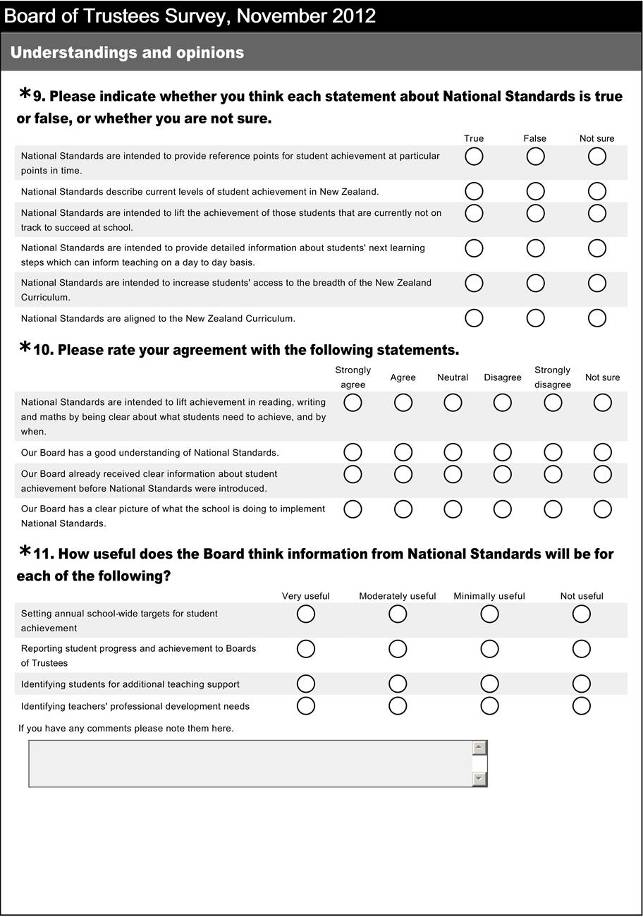 Board of Trustees Survey, November 2012
Understandings and opinions
*9. Please indicate whether you think each statement about National Standards is true
or false, or whether you are not sure.
True False Not sure
National Standards are intended to provide reference points for student achievement at particular
points in time.
National Standards describe current levels of student achievement in New Zealand.
National Standards are intended to lift the achievement of those students that are currently not on
track to succeed at school.
National Standards are intended to provide detailed information about students' next learning
steps which can inform teaching on a day to day basis.
National Standards are intended to increase students' access to the breadth of the New Zealand
Curriculum.
National Standards are aligned to the New Zealand Curriculum.
*10. Please rate your agreement with the following statements.
Strongly
agree
Agree Neutral Disagree
Strongly
disagree
Not sure
National Standards are intended to lift achievement in reading, writing
and maths by being clear about what students need to achieve, and by
when.
Our Board has a good understanding of National Standards.
Our Board already received clear information about student
achievement before National Standards were introduced.
Our Board has a clear picture of what the school is doing to implement
National Standards.
*11. How useful does the Board think information from National Standards will be for
each of the following?
Very useful Moderately useful Minimally useful Not useful
Setting annual school-wide targets for student
achievement
Reporting student progress and achievement to Boards
of Trustees
Identifying students for additional teaching support
Identifying teachers' professional development needs
If you have any comments please note them here.